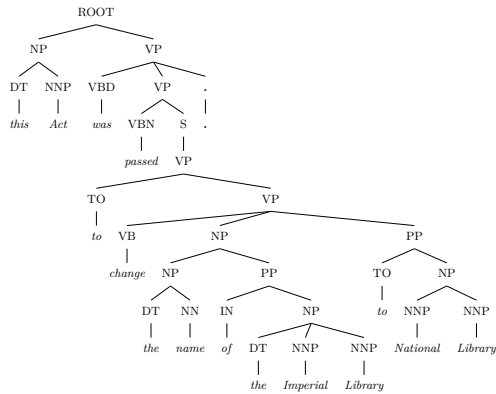 ROOT
NP VP
DT NNP VBD VP .
this Act was VBN S .
passed VP
TO VP
to VB NP PP
change NP PP TO NP
DT NN IN NP to NNP NNP
the name of DT NNP NNP National Library
the Imperial Library